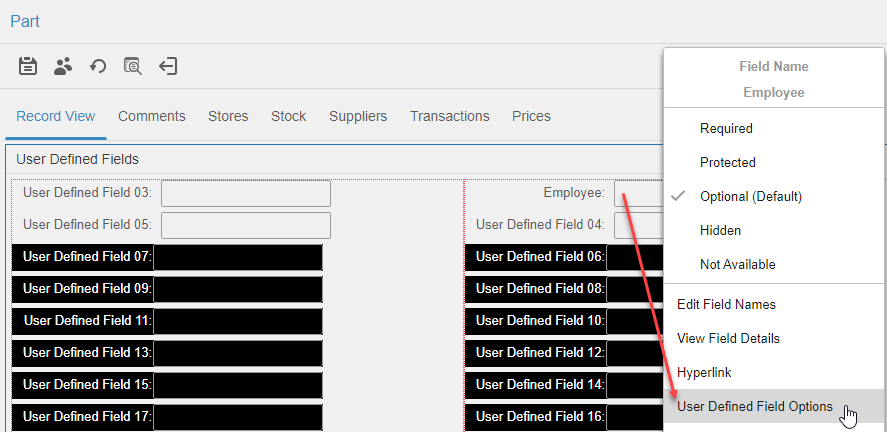 Part
Record View Comments Stores Stock Suppliers Transactions Prices
User Defined Fields
User Defined Field 03: Employee:
User Defined Field 05: User Defined Field 04:
User Defined Field 07: User Defined Field 06:
User Defined Field 09: User Defined Field 08:
User Defined Field 11: User Defined Field 10:
User Defined Field 13: User Defined Field 12:
User Defined Field 15: User Defined Field 14:
User Defined Field 17: User Defined Field 16:
Field Name
Employee
Required
Protected
Optional (Default)
Hidden
Not Available
Edit Field Names
View Field Details
Hyperlink
User Defined Field Options